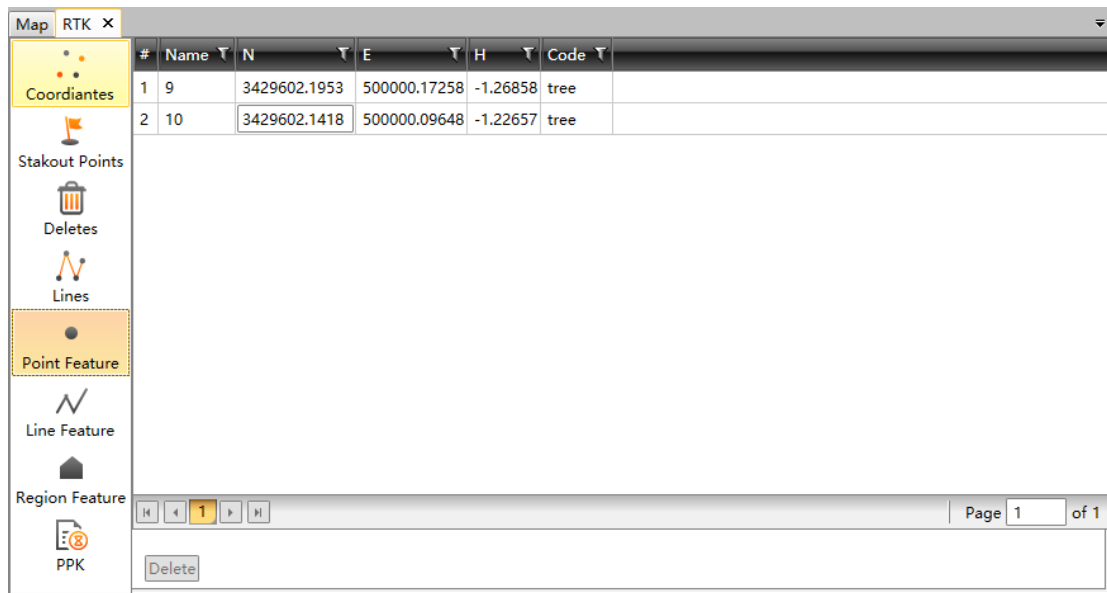 Map RTK
# Name N E H Code
1 9 3429602.1953 500000.17258 -1.26858 tree
2 10 3429602.1418 500000.09648 -1.22657 tree
Coordiantes
Stakout Points
Deletes
Lines
Point Feature
Line Feature
Region Feature
PPK
1 Page 1 of 1
Delete